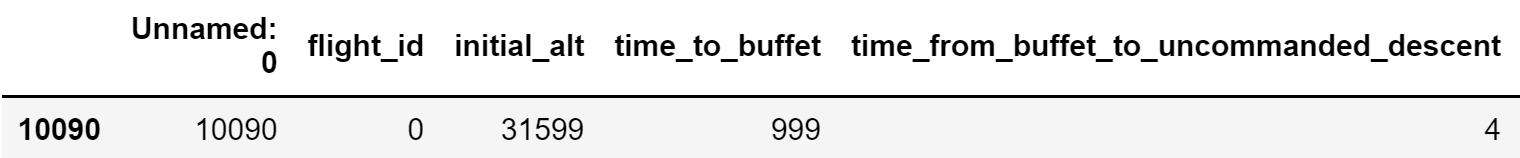 Unnamed: 0 flight_id initial_alt time_to_buffet time_from_buffet_to_uncommanded_descent
10090 10090 0 31599 999 4